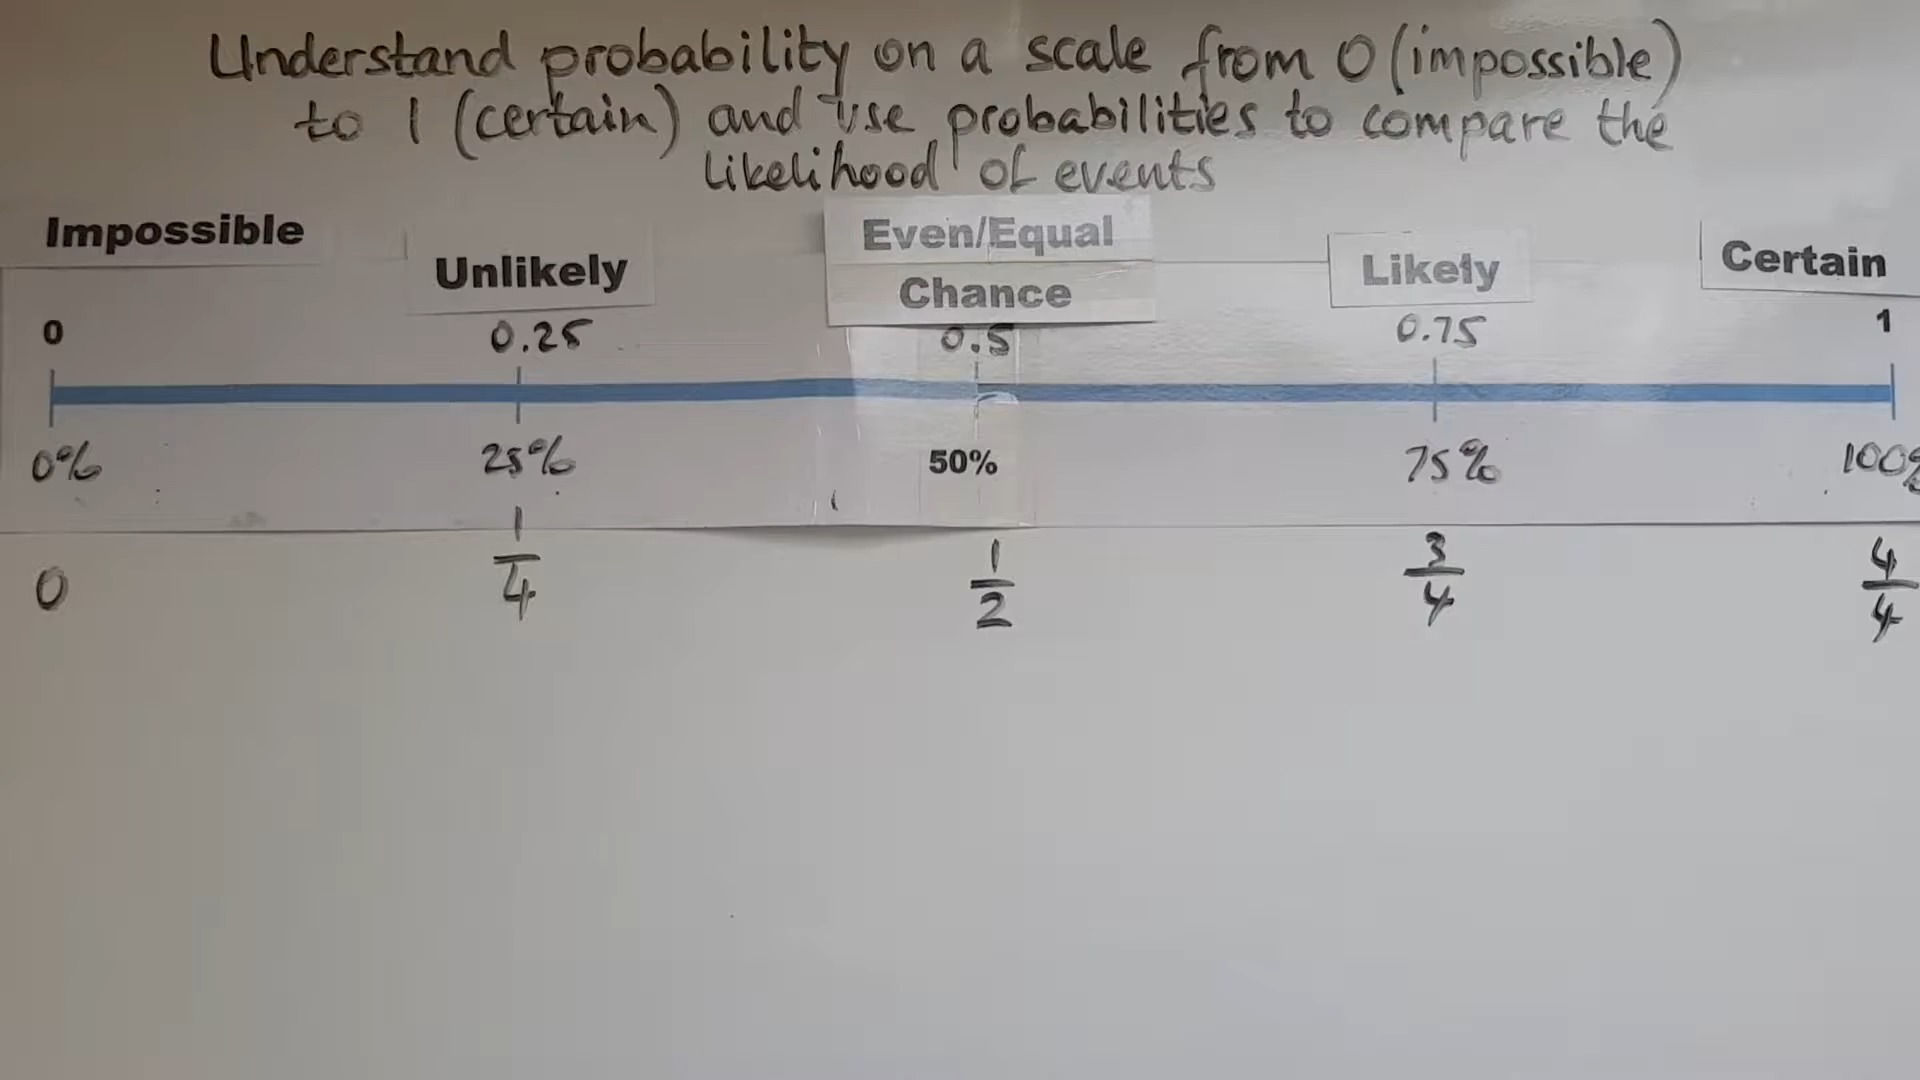 Understand probability on a scale from 0 (impossible)
to 1 (certain) and use probabilities to compare the
likelihood of events
Impossible
Unlikely
Even/Equal
Chance
Likely
Certain
0
0.25
0.5
0.75
1
0%
25%
50%
75%
100%
0
1/4
1/2
3/4
4/4